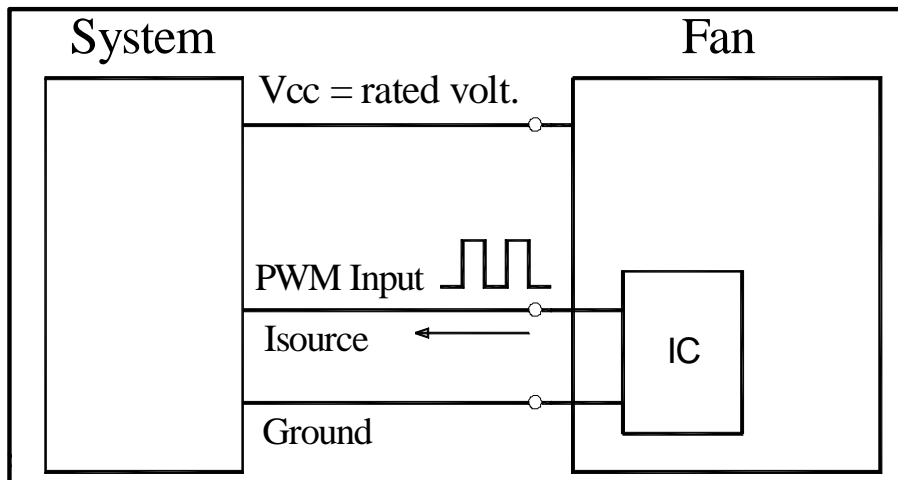 System
Fan
Vcc = rated volt.
PWM Input
Isource
IC
Ground